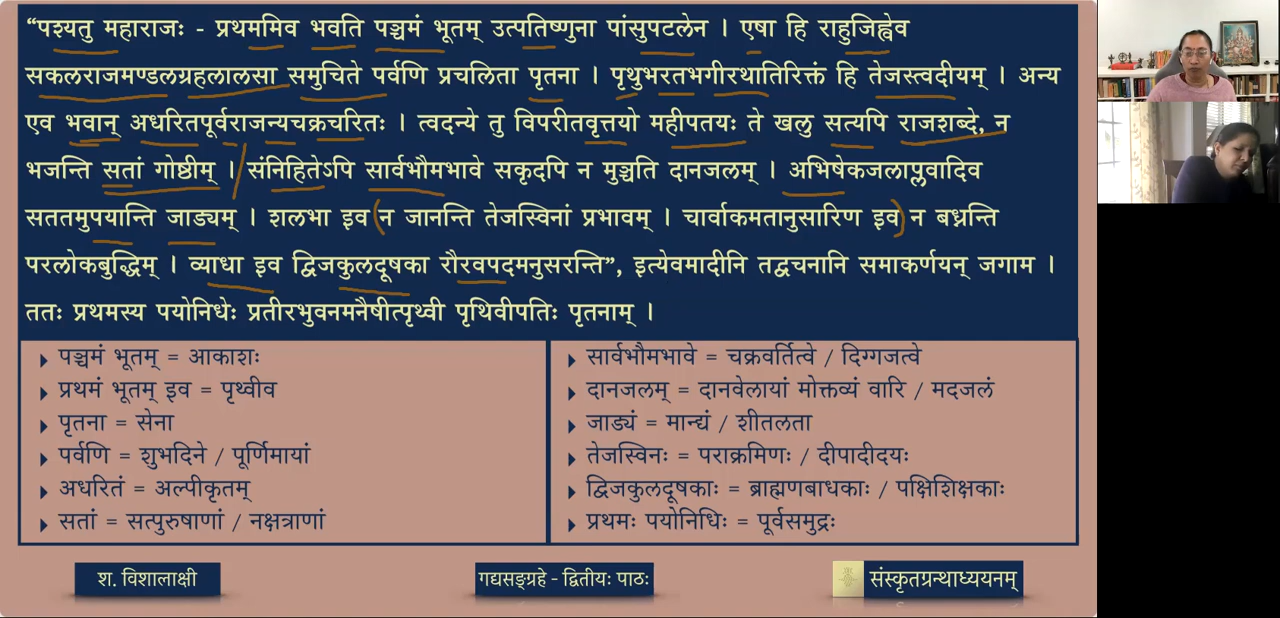 “पश्यतु महाराजः - प्रथममिव भवति पञ्चमं भूतम् उत्पतिष्णुना पांसुपटलेन । एषा हि राहुजिह्वेव
सकलराजमण्डलग्रहलालसा समुचिते पर्वणि प्रचलिता पृतना । पृथुभरतभगीरथातिरिक्तं हि तेजस्त्वदीयम् । अन्य
एव भवान् अधरितपूर्वराजन्यचक्रचरितः । त्वदन्ये तु विपरीतवृत्तयो महीपतयः ते खलु सत्यपि राजशब्दे, न
भजन्ति सतां गोष्ठीम् । संनिहितेऽपि सार्वभौमभावे सकृदपि न मुञ्चति दानजलम् । अभिषेकजलाप्लवादिव
सततमुपयान्ति जाड्यम् । शलभा इव न जानन्ति तेजस्विनां प्रभावम् । चार्वाकमतानुसारिण इव न बध्नन्ति
परलोकबुद्धिम् । व्याधा इव द्विजकुलदूषका रौरवपदमनुसरन्ति”, इत्येवमादीनि तद्वचनानि समाकर्णयन् जगाम ।
ततः प्रथमस्य पयोनिधेः प्रतीरभुवनमनैषीत्पृथ्वी पृथिवीपतिः पृतनाम् ।
पञ्चमं भूतम् = आकाशः
प्रथमं भूतम् इव = पृथ्वीव
पृतना = सेना
पर्वणि = शुभदिने / पूर्णिमायां
अधरितं = अल्पीकृतम्
सतां = सत्पुरुषाणां / नक्षत्राणां
सार्वभौमभावे = चक्रवर्तित्वे / दिग्गजत्वे
दानजलम् = दानवेलायां मोक्तव्यं वारि / मदजलं
जाड्यं = मान्द्यं / शीतलता
तेजस्विनः = पराक्रमिणः / दीपादीदयः
द्विजकुलदूषकाः = ब्राह्मणबाधकाः / पक्षिशिक्षकाः
प्रथमः पयोनिधिः = पूर्वसमुद्रः
श. विशालाक्षी
गद्यसङ्ग्रहे - द्वितीयः पाठः
संस्कृतग्रन्थाध्ययनम्